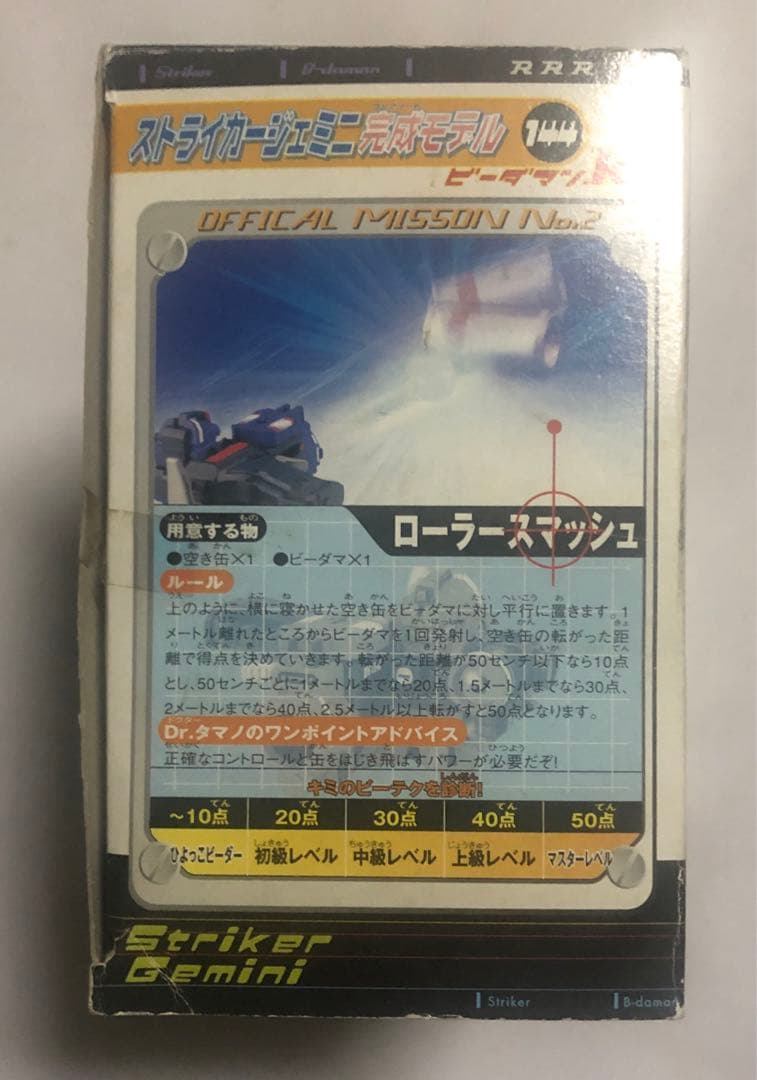 Striker B-daman RRR
ストライカージェミニ完成モデル 144
ビーダマン
OFFICAL MISSON No.2
ローラースマッシュ
用意する物
●空き缶×1 ●ビーダマ×1
ルール
上のように、横に寝かせた空き缶をビーダマに対し平行に置きます。1
メートル離れたところからビーダマを1回発射し、空き缶の転がった距
離で得点を決めていきます。転がった距離が50センチ以下なら10点
とし、50センチごとに1メートルまでなら20点、1.5メートルまでなら30点、
2メートルまでなら40点、2.5メートル以上転がすと50点となります。
Dr.タマノのワンポイントアドバイス
正確なコントロールと缶をはじき飛ばすパワーが必要だぞ!
キミのビーテクを診断!
〜10点 20点 30点 40点 50点
ひよっこビーダー 初級レベル 中級レベル 上級レベル マスターレベル
Striker
Gemini
Striker B-daman